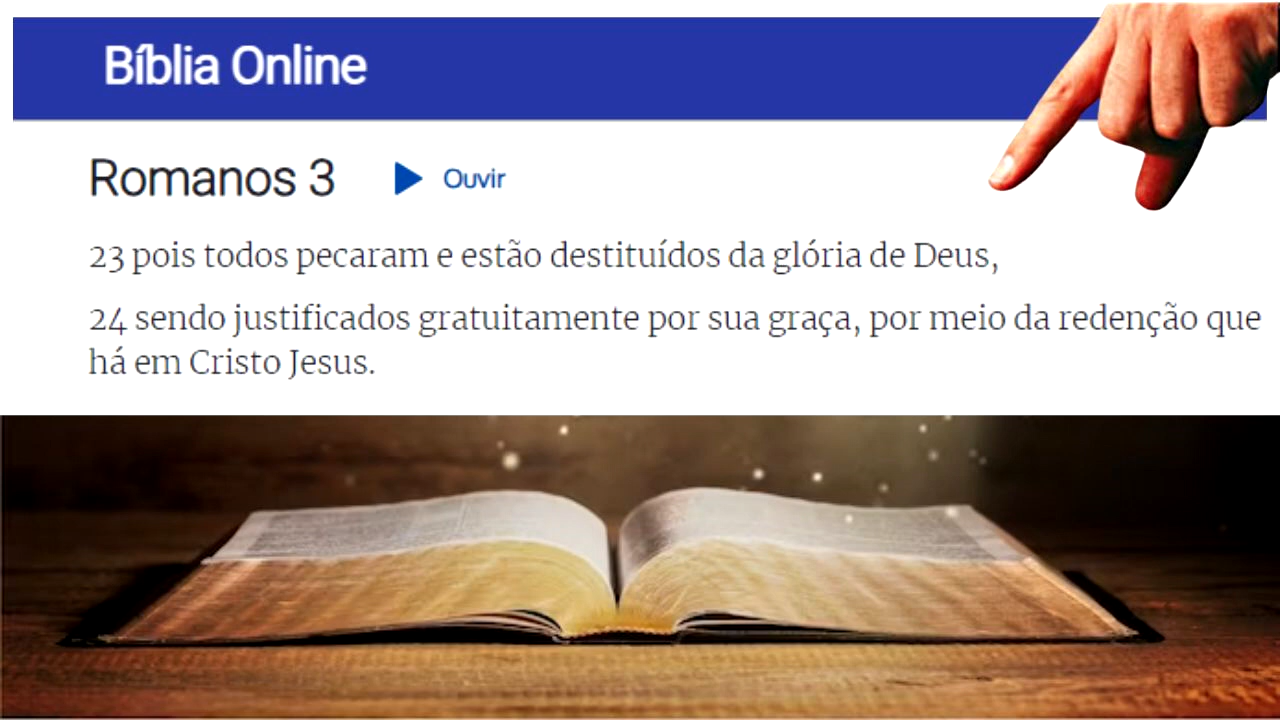 Bíblia Online
Romanos 3
Ouvir
23 pois todos pecaram e estão destituídos da glória de Deus,
24 sendo justificados gratuitamente por sua graça, por meio da redenção que
há em Cristo Jesus.